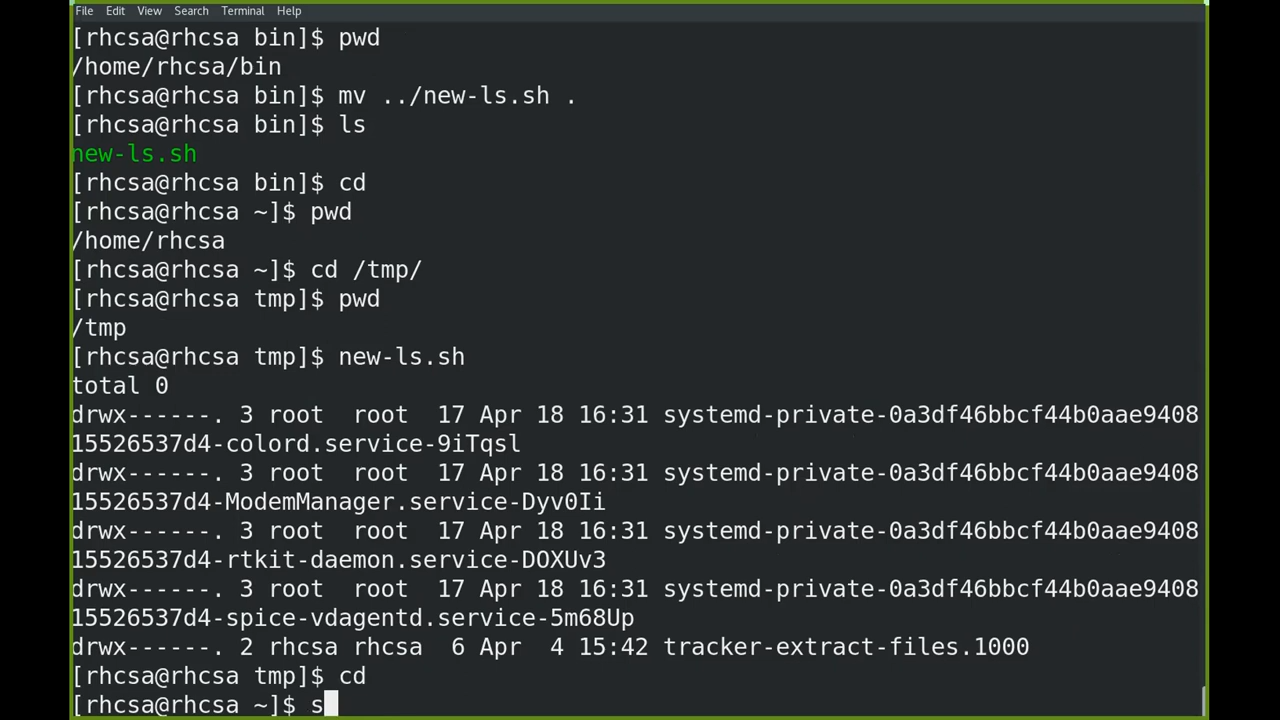 File Edit View Search Terminal Help
[rhcsa@rhcsa bin]$ pwd
/home/rhcsa/bin
[rhcsa@rhcsa bin]$ mv ../new-ls.sh .
[rhcsa@rhcsa bin]$ ls
new-ls.sh
[rhcsa@rhcsa bin]$ cd
[rhcsa@rhcsa ~]$ pwd
/home/rhcsa
[rhcsa@rhcsa ~]$ cd /tmp/
[rhcsa@rhcsa tmp]$ pwd
/tmp
[rhcsa@rhcsa tmp]$ new-ls.sh
total 0
drwx------. 3 root  root  17 Apr 18 16:31 systemd-private-0a3df46bbcf44b0aae9408
15526537d4-colord.service-9iTqsl
drwx------. 3 root  root  17 Apr 18 16:31 systemd-private-0a3df46bbcf44b0aae9408
15526537d4-ModemManager.service-Dyv0Ii
drwx------. 3 root  root  17 Apr 18 16:31 systemd-private-0a3df46bbcf44b0aae9408
15526537d4-rtkit-daemon.service-DOXUv3
drwx------. 3 root  root  17 Apr 18 16:31 systemd-private-0a3df46bbcf44b0aae9408
15526537d4-spice-vdagentd.service-5m68Up
drwx------. 2 rhcsa rhcsa  6 Apr  4 15:42 tracker-extract-files.1000
[rhcsa@rhcsa tmp]$ cd
[rhcsa@rhcsa ~]$ s